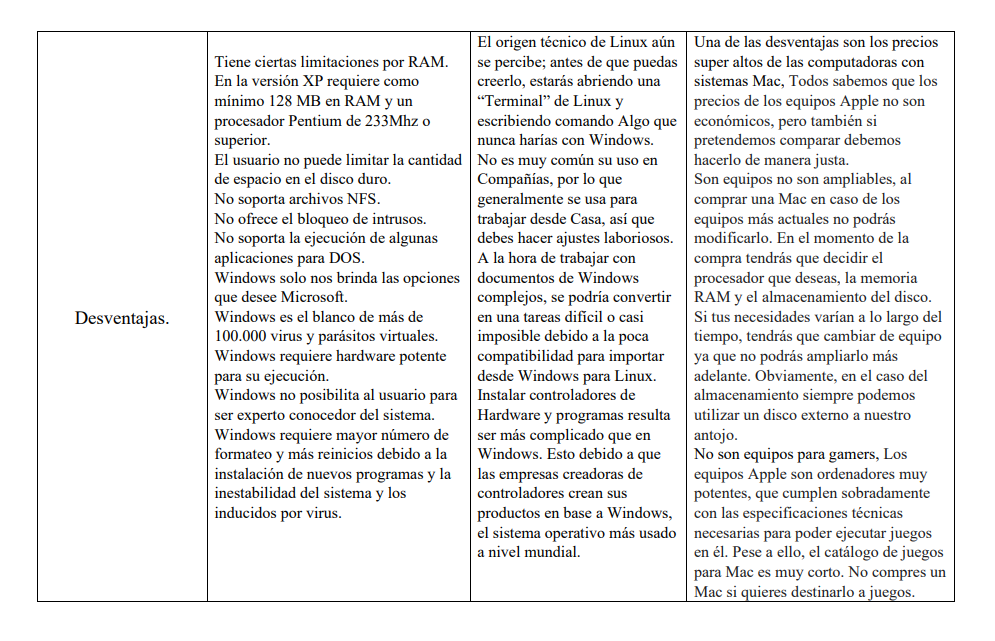 Desventajas.
Tiene ciertas limitaciones por RAM.
En la versión XP requiere como
mínimo 128 MB en RAM y un
procesador Pentium de 233Mhz o
superior.
El usuario no puede limitar la cantidad
de espacio en el disco duro.
No soporta archivos NFS.
No ofrece el bloqueo de intrusos.
No soporta la ejecución de algunas
aplicaciones para DOS.
Windows solo nos brinda las opciones
que desee Microsoft.
Windows es el blanco de más de
100.000 virus y parásitos virtuales.
Windows requiere hardware potente
para su ejecución.
Windows no posibilita al usuario para
ser experto conocedor del sistema.
Windows requiere mayor número de
formateo y más reinicios debido a la
instalación de nuevos programas y la
inestabilidad del sistema y los
inducidos por virus.
El origen técnico de Linux aún
se percibe; antes de que puedas
creerlo, estarás abriendo una
“Terminal” de Linux y
escribiendo comando Algo que
nunca harías con Windows.
No es muy común su uso en
Compañías, por lo que
generalmente se usa para
trabajar desde Casa, así que
debes hacer ajustes laboriosos.
A la hora de trabajar con
documentos de Windows
complejos, se podría convertir
en una tareas difícil o casi
imposible debido a la poca
compatibilidad para importar
desde Windows para Linux.
Instalar controladores de
Hardware y programas resulta
ser más complicado que en
Windows. Esto debido a que
las empresas creadoras de
controladores crean sus
productos en base a Windows,
el sistema operativo más usado
a nivel mundial.
Una de las desventajas son los precios
super altos de las computadoras con
sistemas Mac, Todos sabemos que los
precios de los equipos Apple no son
económicos, pero también si
pretendemos comparar debemos
hacerlo de manera justa.
Son equipos no son ampliables, al
comprar una Mac en caso de los
equipos más actuales no podrás
modificarlo. En el momento de la
compra tendrás que decidir el
procesador que deseas, la memoria
RAM y el almacenamiento del disco.
Si tus necesidades varían a lo largo del
tiempo, tendrás que cambiar de equipo
ya que no podrás ampliarlo más
adelante. Obviamente, en el caso del
almacenamiento siempre podemos
utilizar un disco externo a nuestro
antojo.
No son equipos para gamers, Los
equipos Apple son ordenadores muy
potentes, que cumplen sobradamente
con las especificaciones técnicas
necesarias para poder ejecutar juegos
en él. Pese a ello, el catálogo de juegos
para Mac es muy corto. No compres un
Mac si quieres destinarlo a juegos.